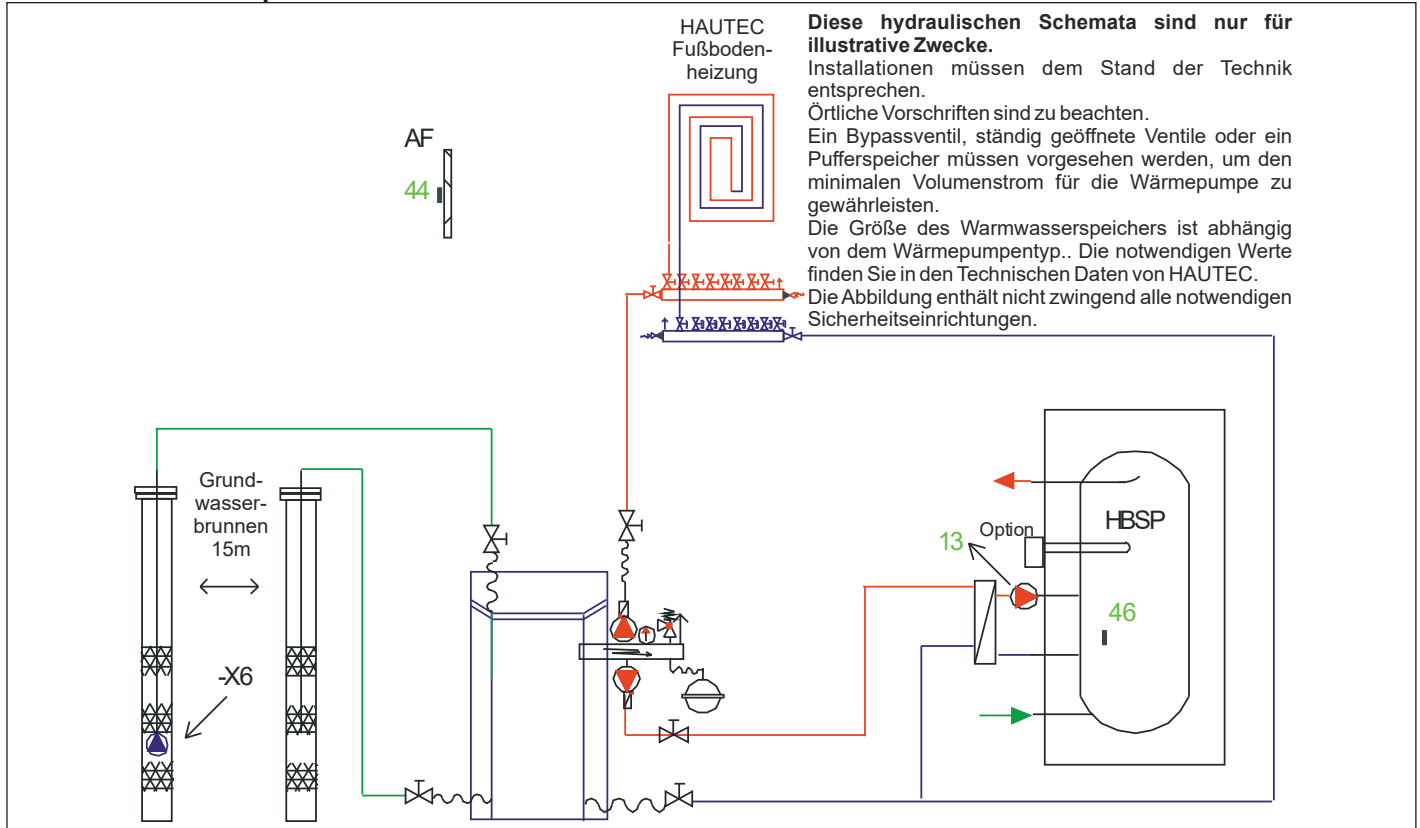 HAUTEC
Fußboden-
heizung
Diese hydraulischen Schemata sind nur für
illustrative Zwecke.
Installationen müssen dem Stand der Technik
entsprechen.
Örtliche Vorschriften sind zu beachten.
Ein Bypassventil, ständig geöffnete Ventile oder ein
Pufferspeicher müssen vorgesehen werden, um den
minimalen Volumenstrom für die Wärmepumpe zu
gewährleisten.
Die Größe des Warmwasserspeichers ist abhängig
von dem Wärmepumpentyp.. Die notwendigen Werte
finden Sie in den Technischen Daten von HAUTEC.
Die Abbildung enthält nicht zwingend alle notwendigen
Sicherheitseinrichtungen.
AF
44
Grund-
wasser-
brunnen
15m
-X6
13
Option
HBSP
46